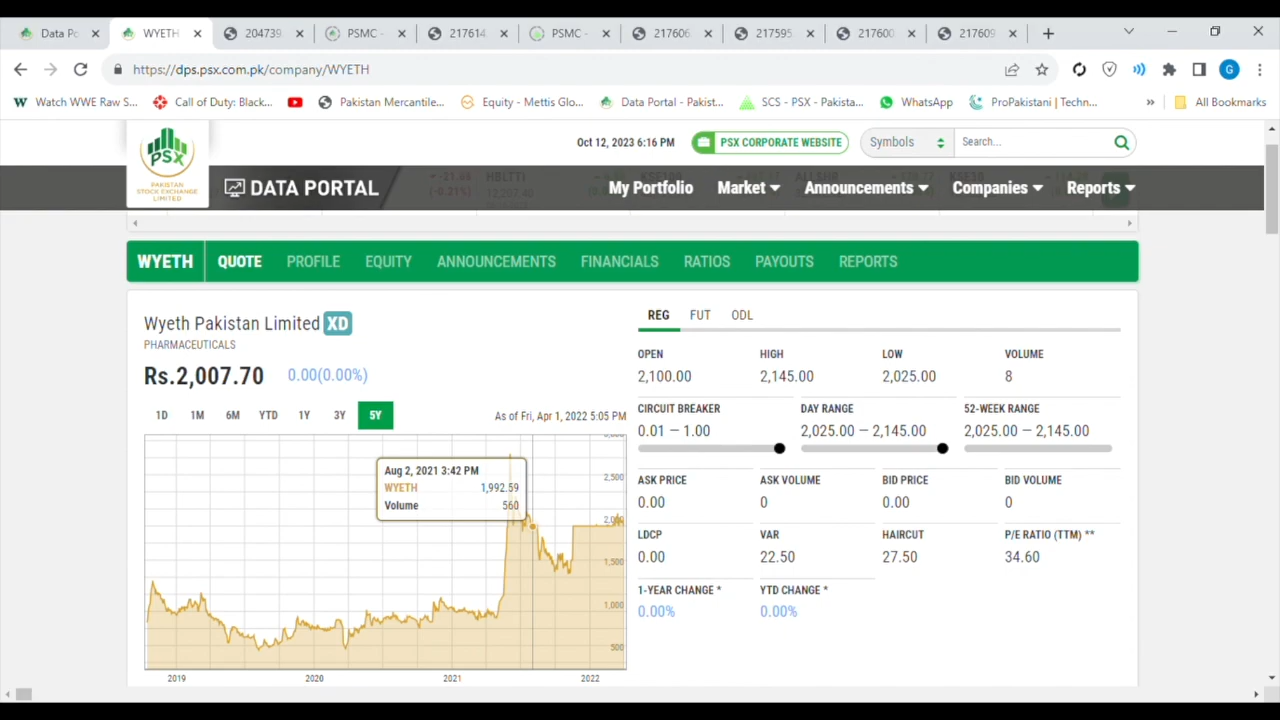 Data Pc
WYETH
204739
PSMC -
217614
PSMC -
217606
217595
217600
217609
https://dps.psx.com.pk/company/WYETH
G
W Watch WWE Raw S...
Call of Duty: Black...
Pakistan Mercantile...
Equity - Mettis Glo...
Data Portal - Pakist...
SCS - PSX - Pakista...
WhatsApp
ProPakistani | Techn...
»
All Bookmarks
PSX
PAKISTAN
STOCK EXCHANGE
LIMITED
Oct 12, 2023 6:16 PM
PSX CORPORATE WEBSITE
Symbols
Search...
DATA PORTAL
(-0.21%)
HBLTTI
My Portfolio
Market
Announcements
Companies
Reports
WYETH
QUOTE
PROFILE
EQUITY
ANNOUNCEMENTS
FINANCIALS
RATIOS
PAYOUTS
REPORTS
Wyeth Pakistan Limited XD
PHARMACEUTICALS
Rs.2,007.70 0.00(0.00%)
1D 1M 6M YTD 1Y 3Y 5Y
As of Fri, Apr 1, 2022 5:05 PM
Aug 2, 2021 3:42 PM
WYETH 1,992.59
Volume 560
2,500
1,500
1,000
500
2019 2020 2021 2022
REG FUT ODL
OPEN HIGH LOW VOLUME
2,100.00 2,145.00 2,025.00 8
CIRCUIT BREAKER DAY RANGE 52-WEEK RANGE
0.01 — 1.00 2,025.00 — 2,145.00 2,025.00 — 2,145.00
ASK PRICE ASK VOLUME BID PRICE BID VOLUME
0.00 0 0.00 0
LDCP VAR HAIRCUT P/E RATIO (TTM) **
0.00 22.50 27.50 34.60
1-YEAR CHANGE * YTD CHANGE *
0.00% 0.00%